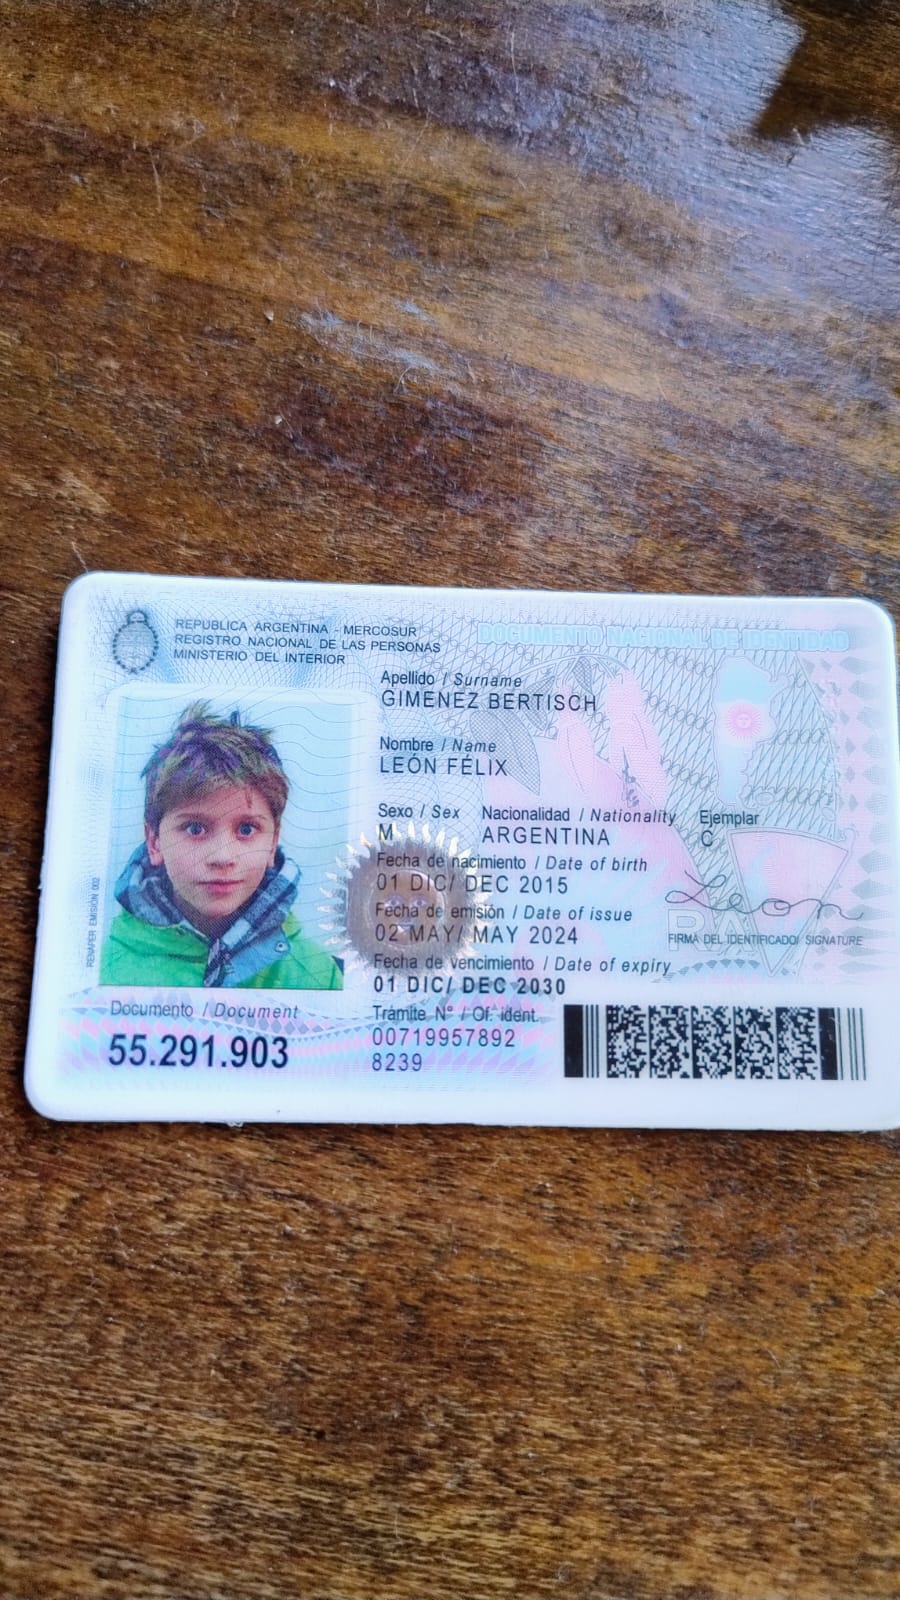 REPUBLICA ARGENTINA - MERCOSUR
REGISTRO NACIONAL DE LAS PERSONAS
MINISTERIO DEL INTERIOR
DOCUMENTO NACIONAL DE IDENTIDAD
Apellido / Surname
GIMENEZ BERTISCH
Nombre / Name
LEÓN FÉLIX
Sexo / Sex Nacionalidad / Nationality Ejemplar
M ARGENTINA C
Fecha de nacimiento / Date of birth
01 DIC/ DEC 2015
Fecha de emisión / Date of issue
02 MAY/ MAY 2024
Fecha de vencimiento / Date of expiry
01 DIC/ DEC 2030
Leon
FIRMA DEL IDENTIFICADO/ SIGNATURE
RENAPER EMISIÓN 002
Documento / Document
55.291.903
Trámite N° / Of. ident.
00719957892
8239